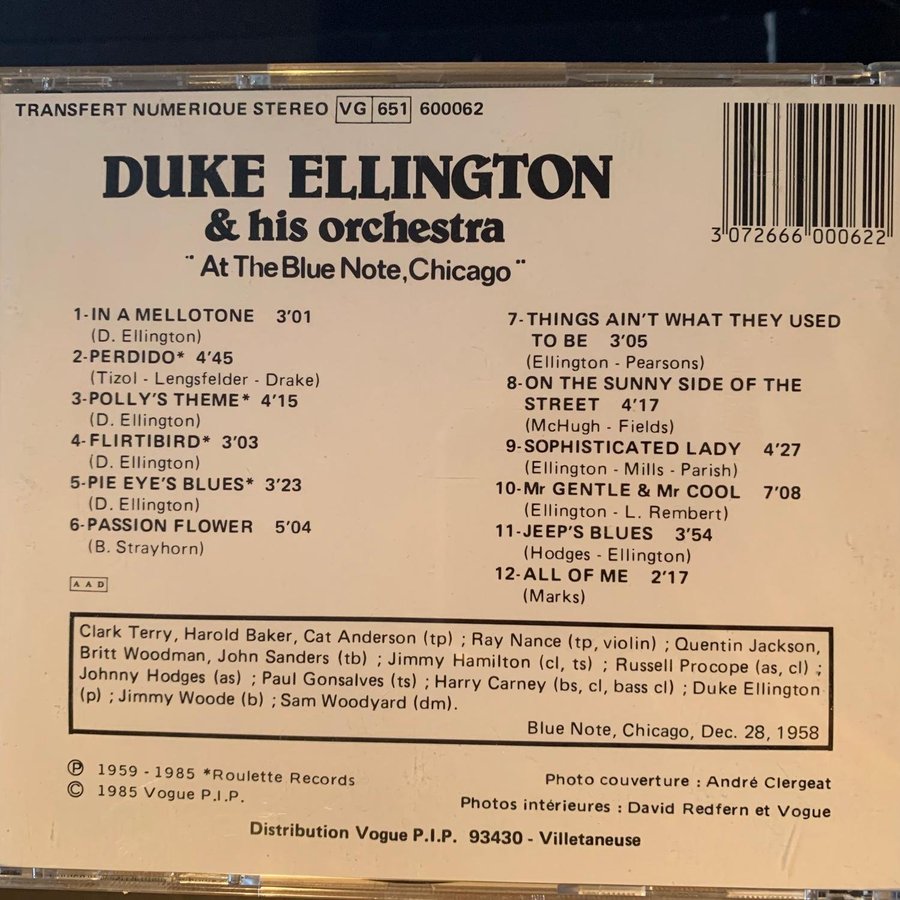 TRANSFERT NUMERIQUE STEREO VG 651 600062
DUKE ELLINGTON
& his orchestra
¨At The Blue Note, Chicago¨
3 072666 000622
1-IN A MELLOTONE 3'01
(D. Ellington)
2-PERDIDO* 4'45
(Tizol - Lengsfelder - Drake)
3-POLLY'S THEME* 4'15
(D. Ellington)
4-FLIRTIBIRD* 3'03
(D. Ellington)
5-PIE EYE'S BLUES* 3'23
(D. Ellington)
6-PASSION FLOWER 5'04
(B. Strayhorn)
AAD
7-THINGS AIN'T WHAT THEY USED
TO BE 3'05
(Ellington - Pearsons)
8-ON THE SUNNY SIDE OF THE
STREET 4'17
(McHugh - Fields)
9-SOPHISTICATED LADY 4'27
(Ellington - Mills - Parish)
10-Mr GENTLE & Mr COOL 7'08
(Ellington - L. Rembert)
11-JEEP'S BLUES 3'54
(Hodges - Ellington)
12-ALL OF ME 2'17
(Marks)
Clark Terry, Harold Baker, Cat Anderson (tp) ; Ray Nance (tp, violin) ; Quentin Jackson,
Britt Woodman, John Sanders (tb) ; Jimmy Hamilton (cl, ts) ; Russell Procope (as, cl) ;
Johnny Hodges (as) ; Paul Gonsalves (ts) ; Harry Carney (bs, cl, bass cl) ; Duke Ellington
(p) ; Jimmy Woode (b) ; Sam Woodyard (dm).
Blue Note, Chicago, Dec. 28, 1958
℗ 1959 - 1985 *Roulette Records
© 1985 Vogue P.I.P.
Photo couverture : André Clergeat
Photos intérieures : David Redfern et Vogue
Distribution Vogue P.I.P. 93430 - Villetaneuse